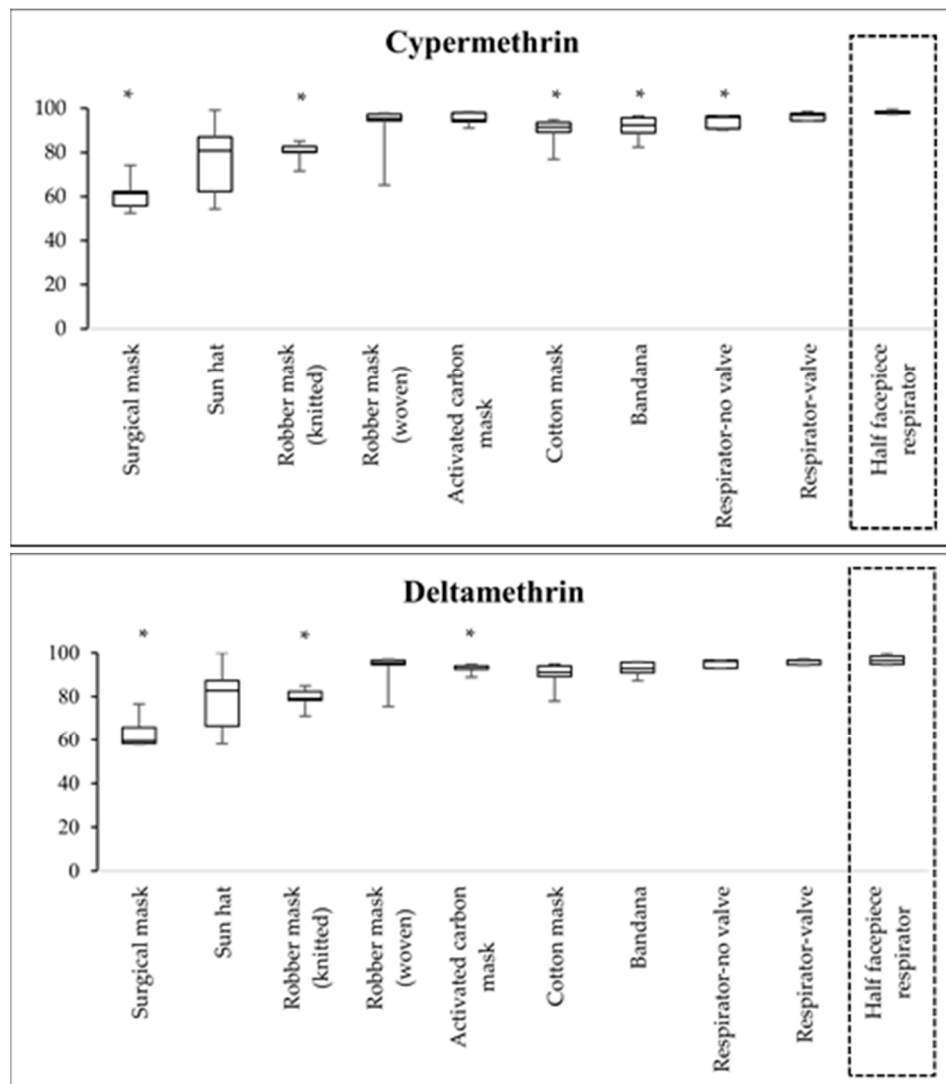 Cypermethrin
* * * * *
100
80
60
40
20
0
Surgical mask
Sun hat
Robber mask
(knitted)
Robber mask
(woven)
Activated carbon
mask
Cotton mask
Bandana
Respirator-no valve
Respirator-valve
Half facepiece
respirator
Deltamethrin
* * *
100
80
60
40
20
0
Surgical mask
Sun hat
Robber mask
(knitted)
Robber mask
(woven)
Activated carbon
mask
Cotton mask
Bandana
Respirator-no valve
Respirator-valve
Half facepiece
respirator